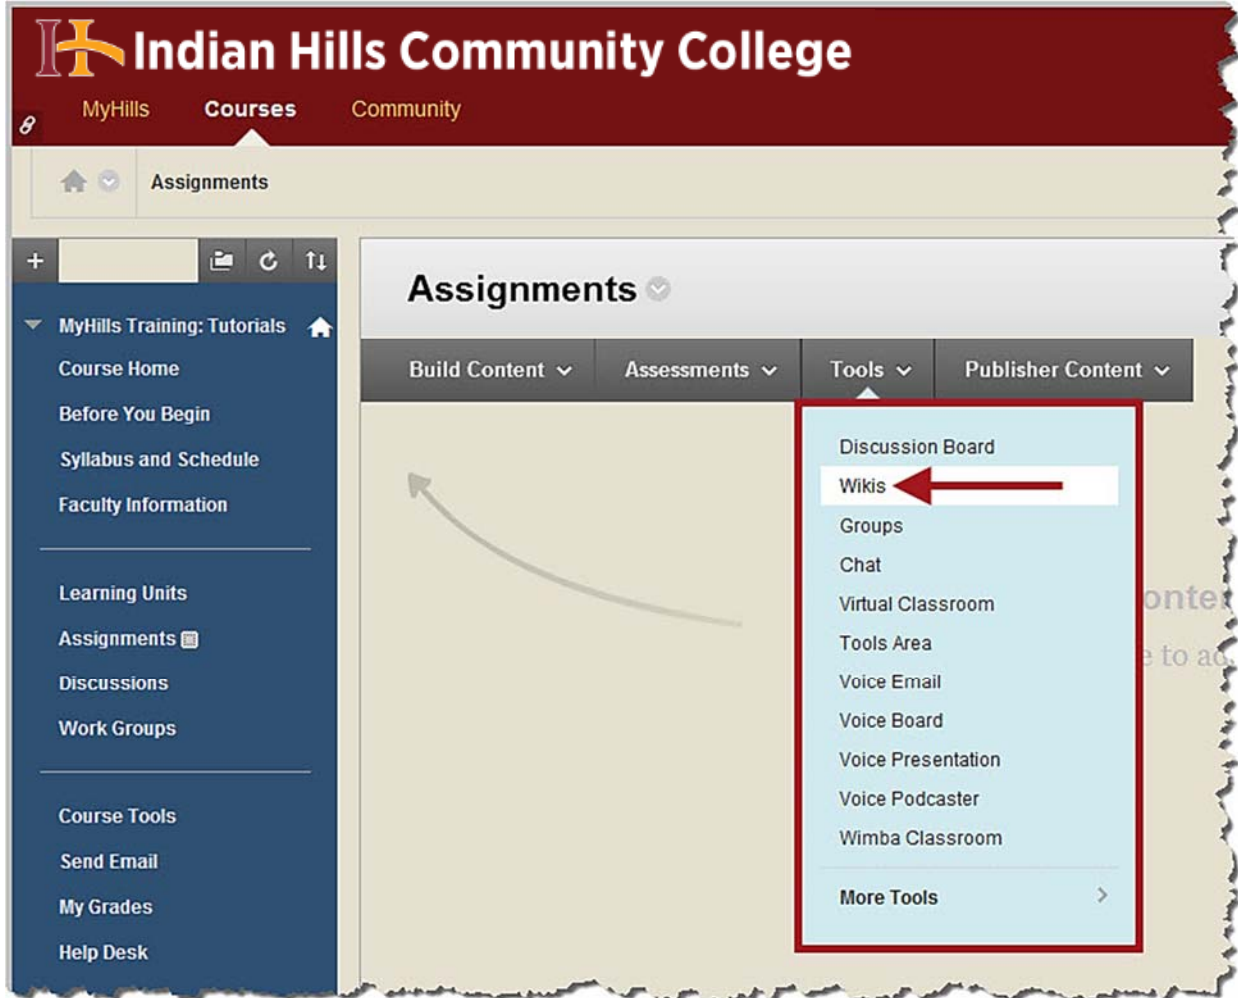 Indian Hills Community College
MyHills Courses Community
Assignments
MyHills Training: Tutorials
Course Home
Before You Begin
Syllabus and Schedule
Faculty Information
Learning Units
Assignments
Discussions
Work Groups
Course Tools
Send Email
My Grades
Help Desk
Assignments
Build Content Assessments Tools Publisher Content
Discussion Board
Wikis
Groups
Chat
Virtual Classroom
Tools Area
Voice Email
Voice Board
Voice Presentation
Voice Podcaster
Wimba Classroom
More Tools
to